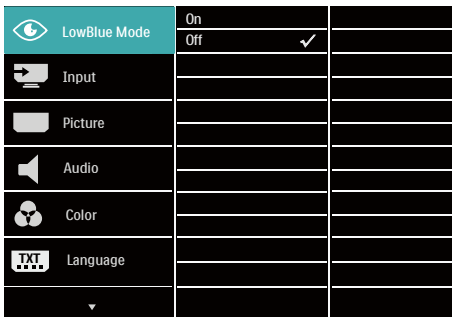 LowBlue Mode
On
Off
Input
Picture
Audio
Color
TXT
Language